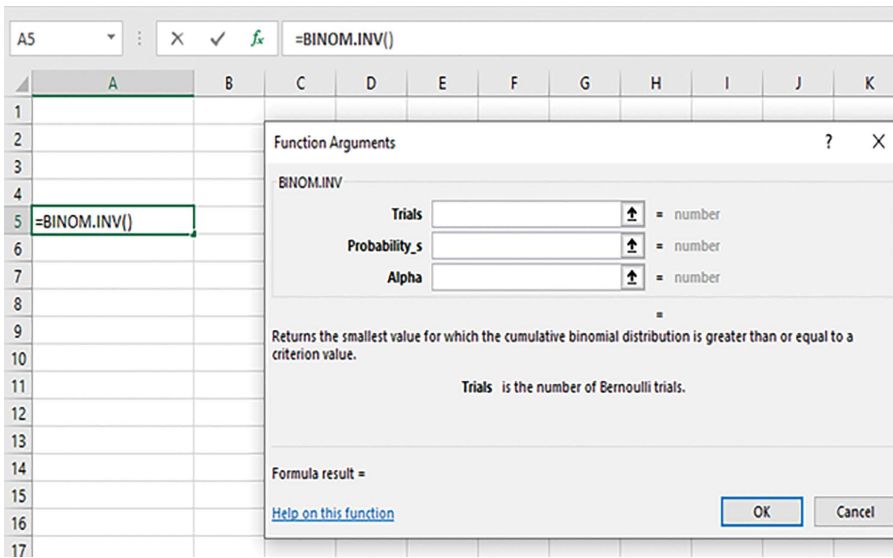 A5 fx =BINOM.INV()
A B C D E F G H I J K
1
2
3
4
5 =BINOM.INV()
6
7
8
9
10
11
12
13
14
15
16
17
Function Arguments ? X
BINOM.INV
Trials = number
Probability_s = number
Alpha = number
=
Returns the smallest value for which the cumulative binomial distribution is greater than or equal to a
criterion value.
Trials is the number of Bernoulli trials.
Formula result =
Help on this function OK Cancel